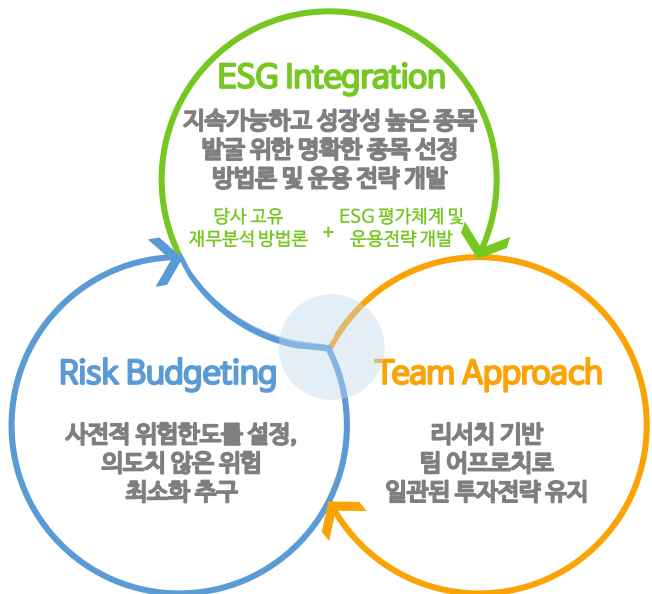 ESG Integration
지속가능하고 성장성 높은 종목
발굴 위한 명확한 종목 선정
방법론 및 운용 전략 개발
당사 고유
재무분석 방법론
+
ESG 평가체계 및
운용전략 개발
Risk Budgeting
사전적 위험한도를 설정,
의도치 않은 위험
최소화 추구
Team Approach
리서치 기반
팀 어프로치로
일관된 투자전략 유지